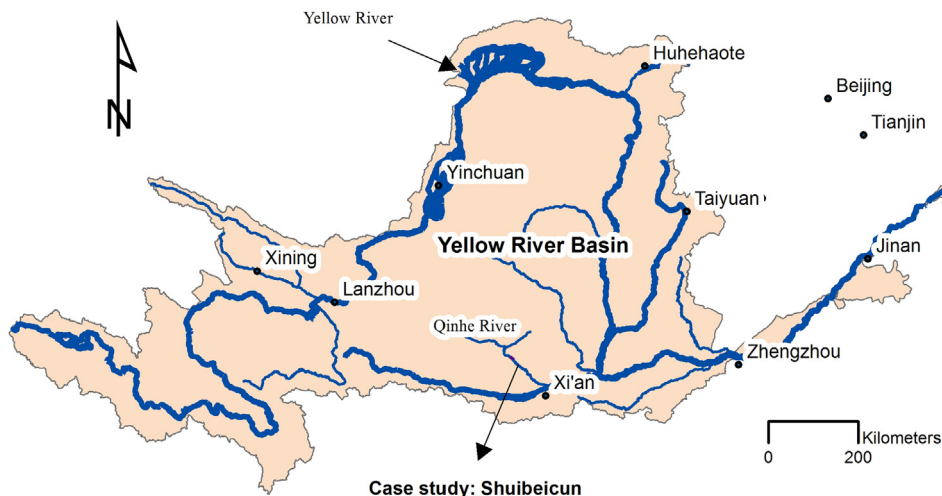 Yellow River
Huhehaote
Beijing
Tianjin
N
Yinchuan
Taiyuan
Yellow River Basin
Jinan
Xining
Lanzhou
Qinhe River
Zhengzhou
Xi'an
Kilometers
0 200
Case study: Shuibeicun